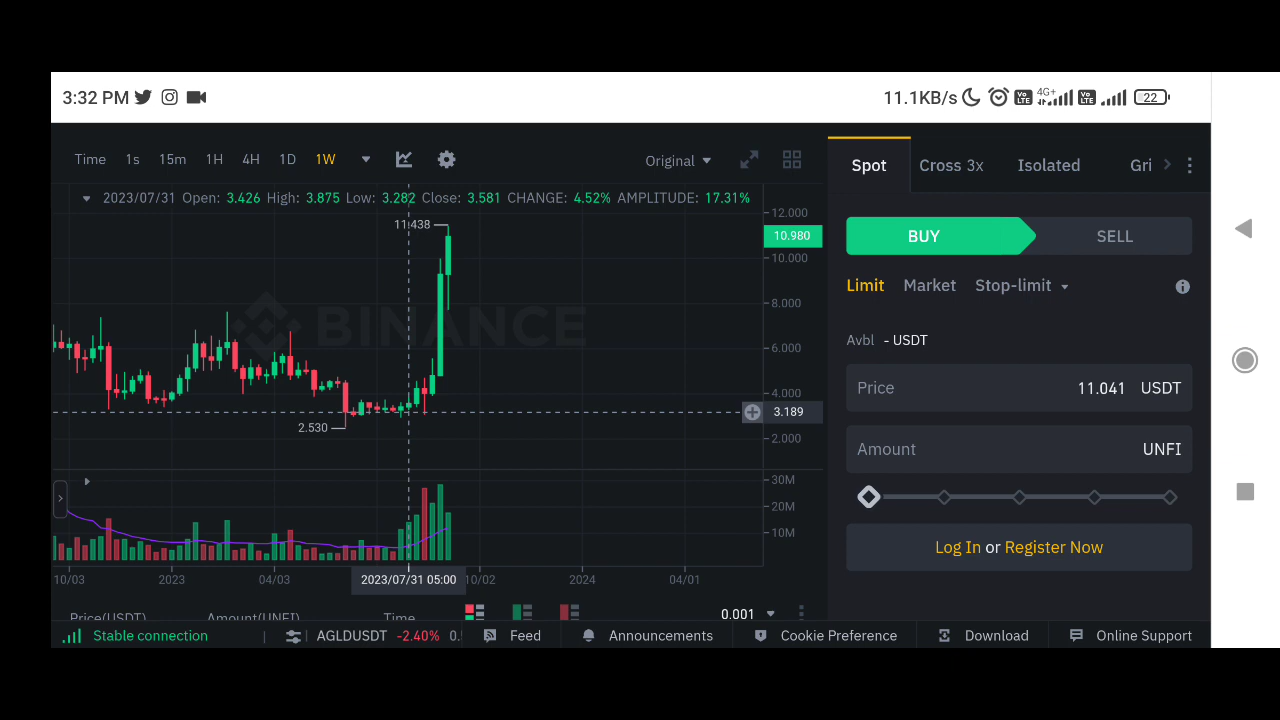 3:32 PM
11.1KB/s
4G+
Vo LTE
Vo LTE
22
Time 1s 15m 1H 4H 1D 1W
Original
Spot Cross 3x Isolated Gri
2023/07/31 Open: 3.426 High: 3.875 Low: 3.282 Close: 3.581 CHANGE: 4.52% AMPLITUDE: 17.31%
12.000
11.438
10.980
10.000
8.000
6.000
4.000
3.189
2.000
2.530
BINANCE
30M
20M
10M
10/03 2023 04/03 2023/07/31 05:00 10/02 2024 04/01
BUY SELL
Limit Market Stop-limit
Avbl - USDT
Price 11.041 USDT
Amount UNFI
Log In or Register Now
Price(USDT) Amount(UNFI) Time
0.001
Stable connection
AGLDUSDT -2.40% 0.
Feed
Announcements
Cookie Preference
Download
Online Support